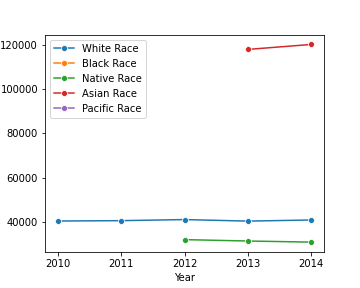 120000
100000
80000
60000
40000
White Race
Black Race
Native Race
Asian Race
Pacific Race
2010 2011 2012 2013 2014
Year